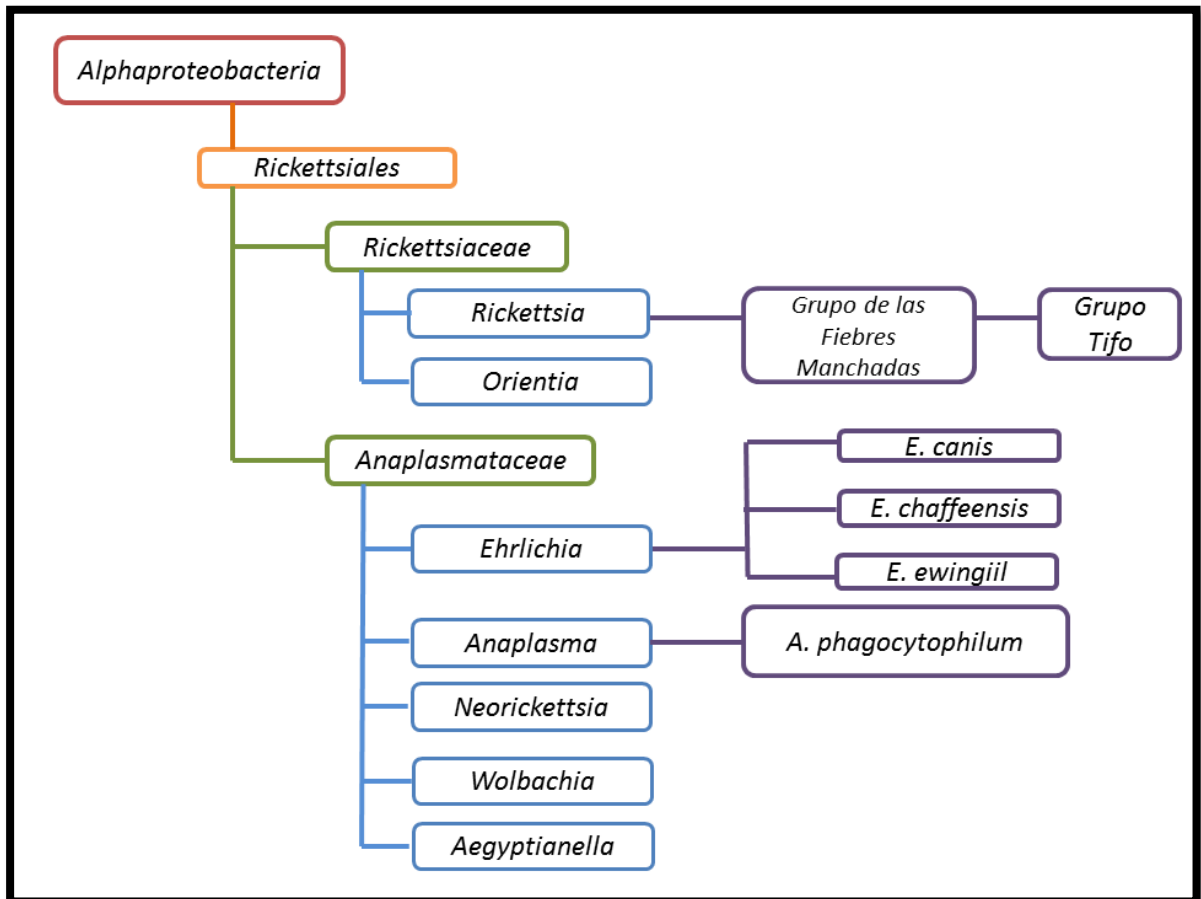 Alphaproteobacteria
Rickettsiales
Rickettsiaceae
Rickettsia
Grupo de las
Fiebres
Manchadas
Grupo
Tifo
Orientia
Anaplasmataceae
E. canis
E. chaffeensis
Ehrlichia
E. ewingiil
Anaplasma
A. phagocytophilum
Neorickettsia
Wolbachia
Aegyptianella